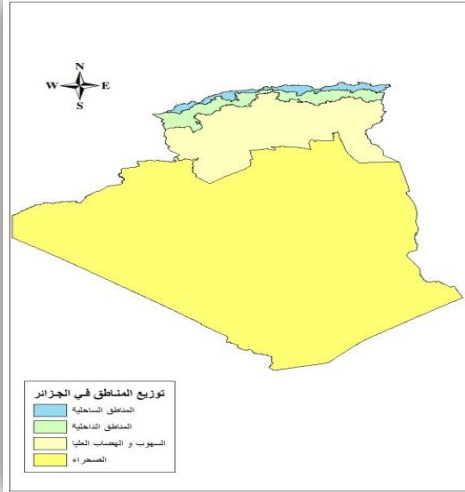 N
W E
S
توزيع المناطق في الجزائر
المناطق الساحلية
المناطق الداخلية
السهوب و الهضاب العليا
الصحراء